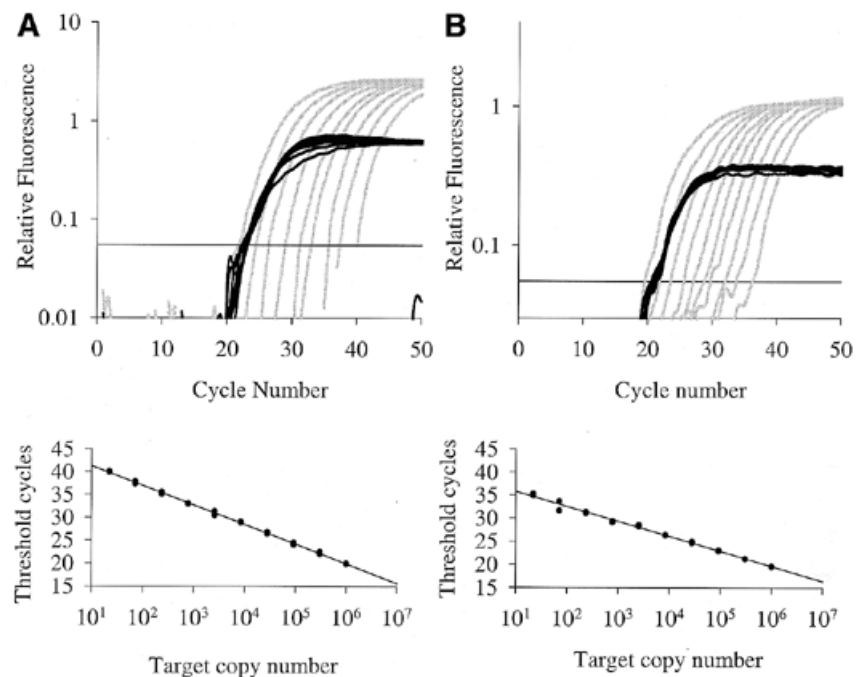 A
B
10
1
0.1
0.01
Relative Fluorescence
0 10 20 30 40 50
Cycle Number
1
0.1
Relative Fluorescence
0 10 20 30 40 50
Cycle number
45
40
35
30
25
20
15
Threshold cycles
10¹ 10² 10³ 10⁴ 10⁵ 10⁶ 10⁷
Target copy number
45
40
35
30
25
20
15
Threshold cycles
10¹ 10² 10³ 10⁴ 10⁵ 10⁶ 10⁷
Target copy number